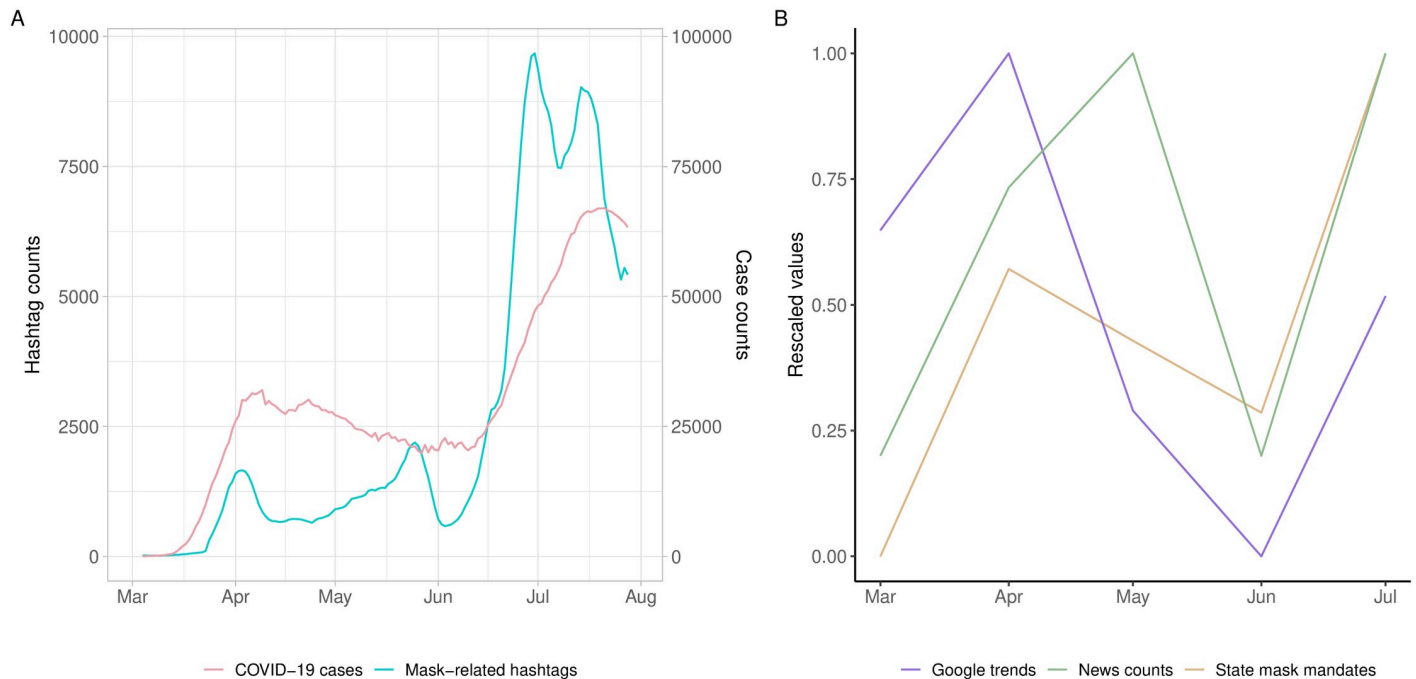 A
B
10000
7500
5000
2500
0
Hashtag counts
100000
75000
50000
25000
0
Case counts
Mar Apr May Jun Jul Aug
COVID−19 cases Mask−related hashtags
1.00
0.75
0.50
0.25
0.00
Rescaled values
Mar Apr May Jun Jul
Google trends News counts State mask mandates